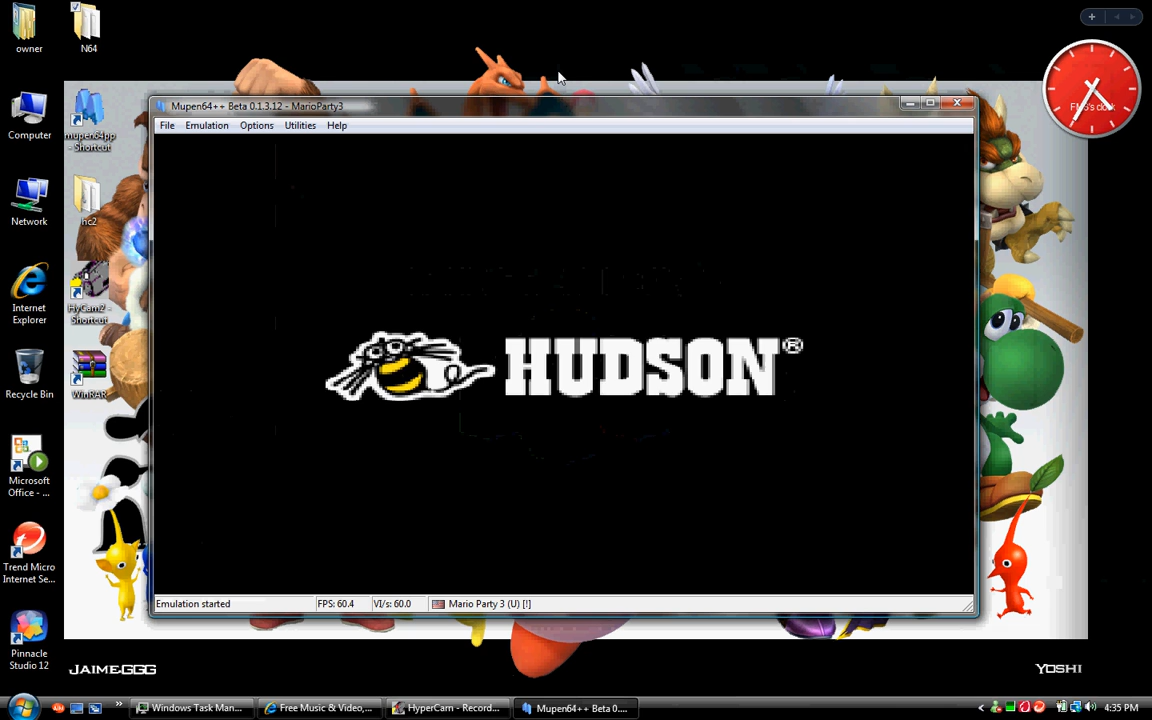 owner
N64
Computer
mupen64pp
- Shortcut
Network
hc2
Internet
Explorer
HyCam2 -
Shortcut
Recycle Bin
WinRAR
Microsoft
Office - ...
Trend Micro
Internet Se...
Pinnacle
Studio 12
Mupen64++ Beta 0.1.3.12 - MarioParty3
File Emulation Options Utilities Help
HUDSON®
Emulation started FPS: 60.4 VI/s: 60.0 Mario Party 3 (U) [!]
JAIMEGGG
YOSHI
» Windows Task Man... Free Music & Video,... HyperCam - Record... Mupen64++ Beta 0.... < 4:35 PM